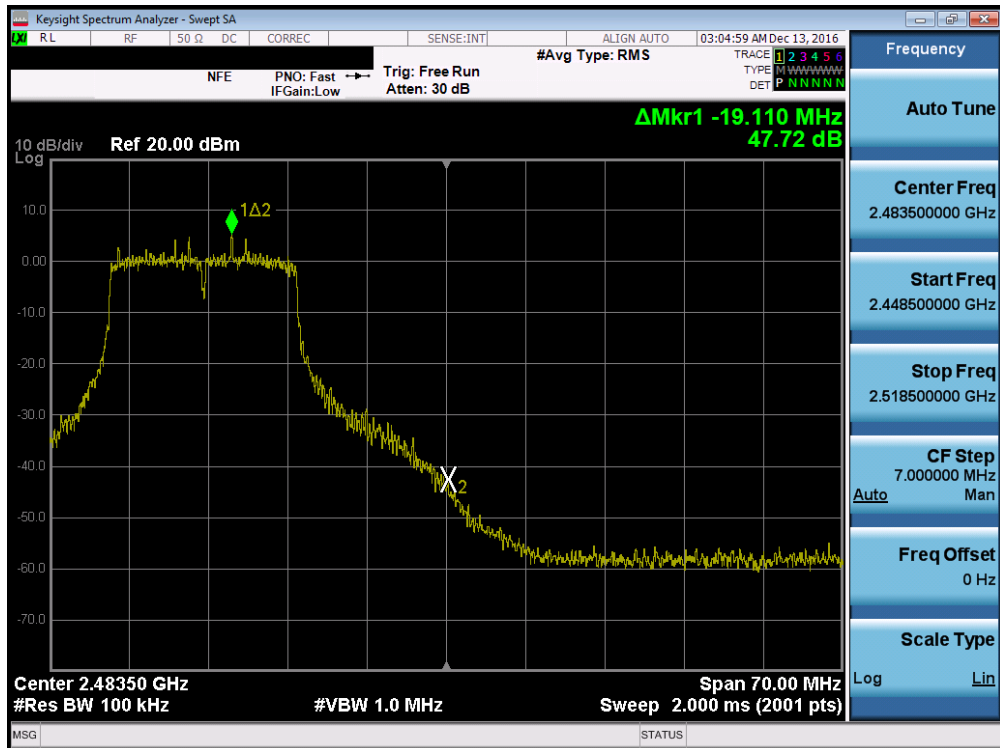 Keysight Spectrum Analyzer - Swept SA
LXI RL RF 50 Ω DC CORREC SENSE:INT ALIGN AUTO 03:04:59 AM Dec 13, 2016
NFE PNO: Fast Trig: Free Run #Avg Type: RMS TRACE 1 2 3 4 5 6
IFGain:Low Atten: 30 dB TYPE M WWWWW
DET P N N N N N
Frequency
ΔMkr1 -19.110 MHz
47.72 dB
10 dB/div Ref 20.00 dBm
Log
10.0
0.00
-10.0
-20.0
-30.0
-40.0
-50.0
-60.0
-70.0
1Δ2
X2
Center 2.48350 GHz Span 70.00 MHz
#Res BW 100 kHz #VBW 1.0 MHz Sweep 2.000 ms (2001 pts)
Auto Tune
Center Freq
2.483500000 GHz
Start Freq
2.448500000 GHz
Stop Freq
2.518500000 GHz
CF Step
7.000000 MHz
Auto Man
Freq Offset
0 Hz
Scale Type
Log Lin
MSG STATUS